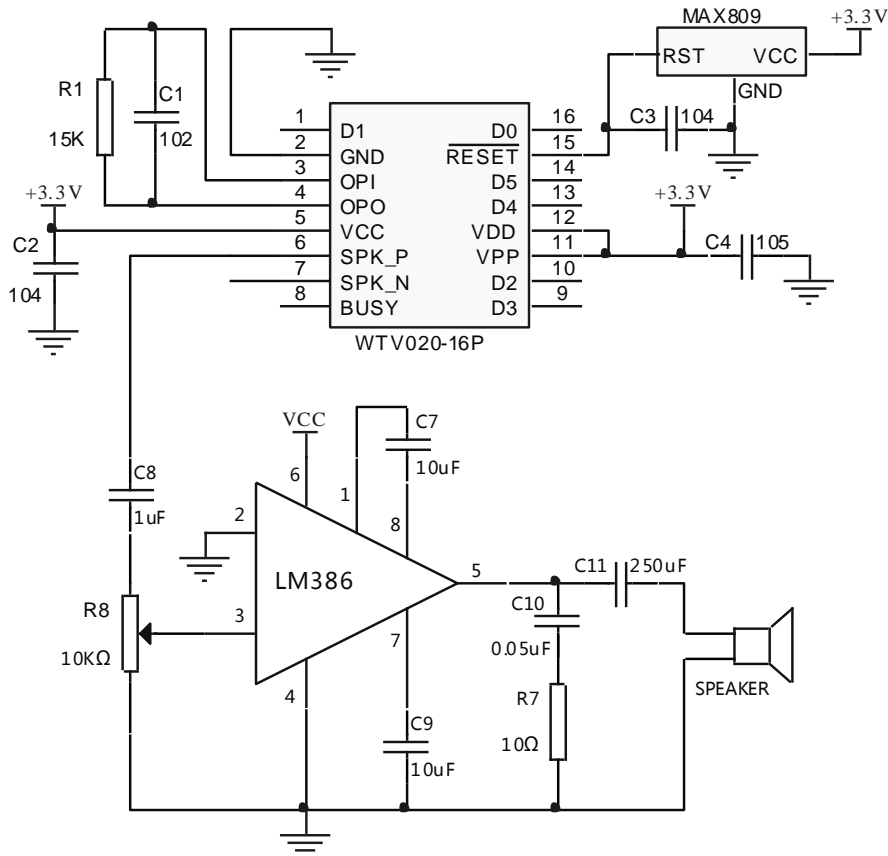 MAX809
+3.3V
RST VCC
GND
R1
15K
C1
102
C3 104
1 D1 D0 16
2 GND RESET 15
3 OPI D5 14
4 OPO D4 13
5 VCC VDD 12
6 SPK_P VPP 11
7 SPK_N D2 10
8 BUSY D3 9
WTV020-16P
+3.3V
C2
104
+3.3V
C4 105
VCC
C7
10uF
6
1
8
C8
1uF
2
LM386
5
C11 250uF
R8
10KΩ
3
7
4
C10
0.05uF
R7
10Ω
SPEAKER
C9
10uF